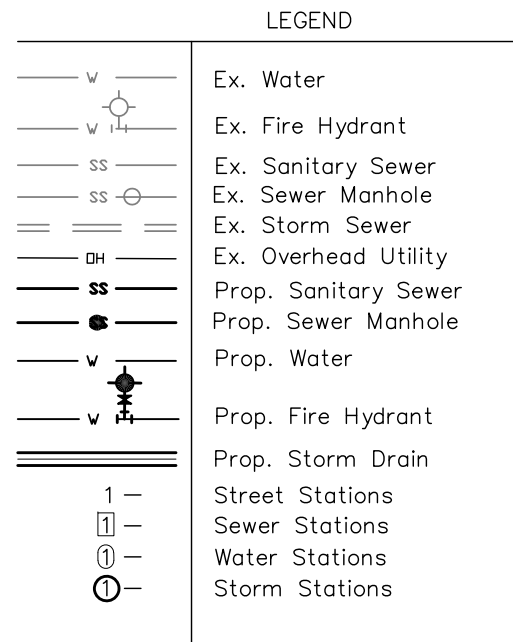 LEGEND
W Ex. Water
W Ex. Fire Hydrant
SS Ex. Sanitary Sewer
SS Ex. Sewer Manhole
Ex. Storm Sewer
OH Ex. Overhead Utility
SS Prop. Sanitary Sewer
S Prop. Sewer Manhole
W Prop. Water
W Prop. Fire Hydrant
Prop. Storm Drain
1 Street Stations
1 Sewer Stations
1 Water Stations
1 Storm Stations